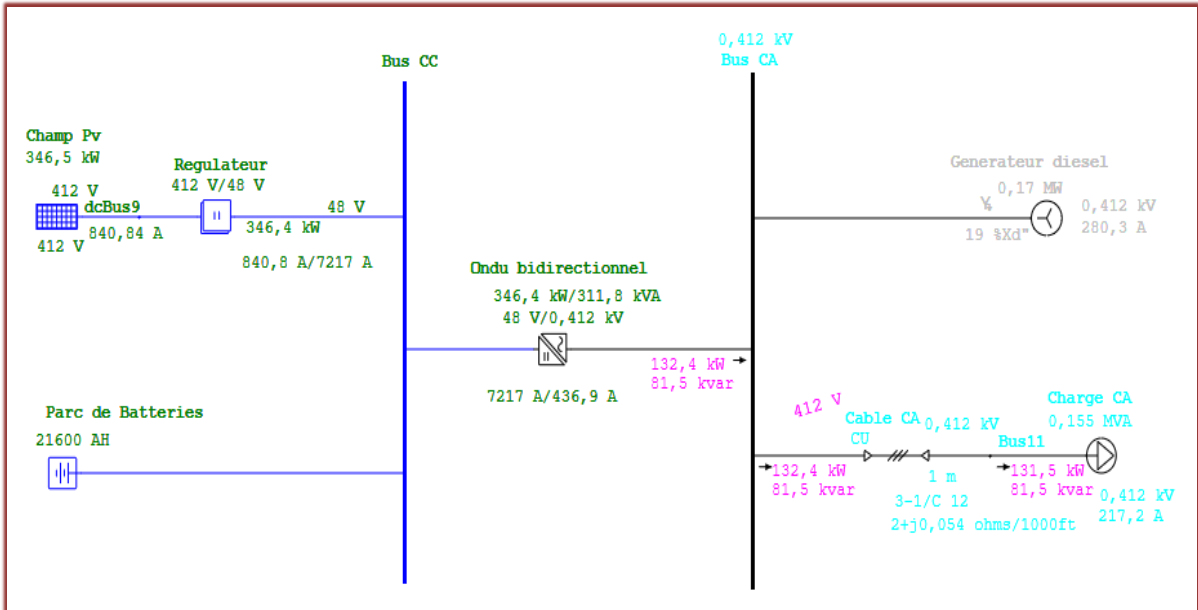 0,412 kV
Bus CC
Bus CA
Champ Pv
346,5 kW
Regulateur
412 V/48 V
412 V
dcBus9
48 V
412 V
840,84 A
346,4 kW
840,8 A/7217 A
Generateur diesel
0,17 MW
0,412 kV
19 %Xd"
280,3 A
Ondu bidirectionnel
346,4 kW/311,8 kVA
48 V/0,412 kV
132,4 kW
81,5 kvar
7217 A/436,9 A
Parc de Batteries
21600 AH
412 V
Cable CA
CU
0,412 kV
Bus11
Charge CA
0,155 MVA
132,4 kW
81,5 kvar
1 m
131,5 kW
81,5 kvar
3-1/C 12
2+j0,054 ohms/1000ft
0,412 kV
217,2 A